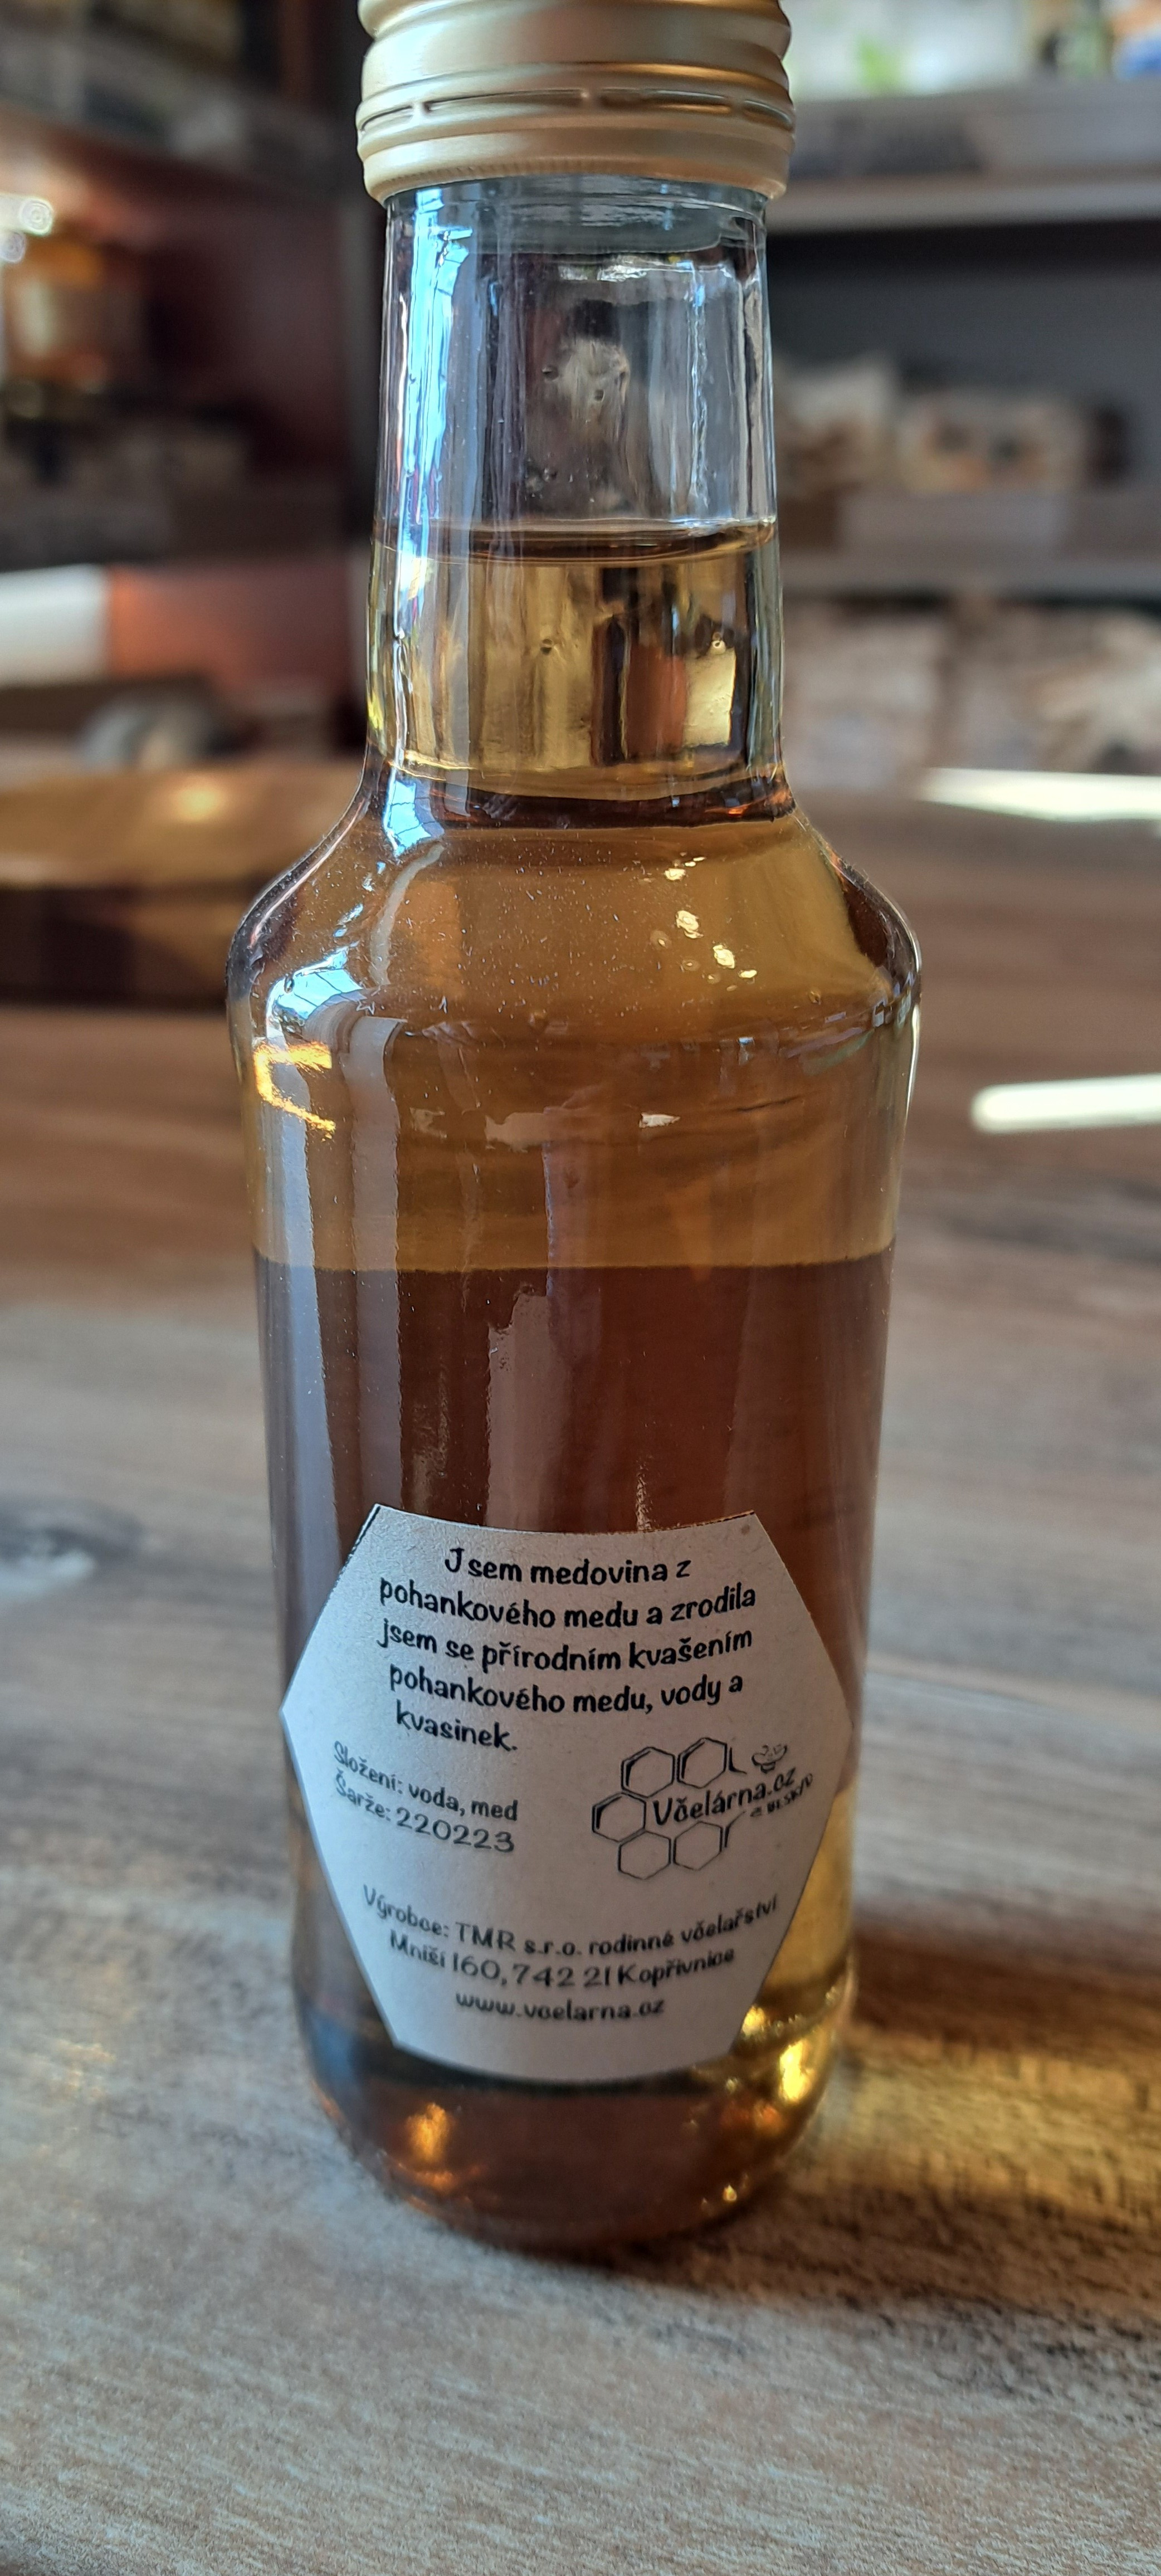 Jsem medovina z
pohankového medu a zrodila
jsem se přírodním kvašením
pohankového medu, vody a
kvasinek.
Složení: voda, med
Šarže: 220223
Včelárna.cz
Výrobce: TMR s.r.o. rodinné včelařství
Mniší 160, 742 21 Kopřivnice
www.vcelarna.cz